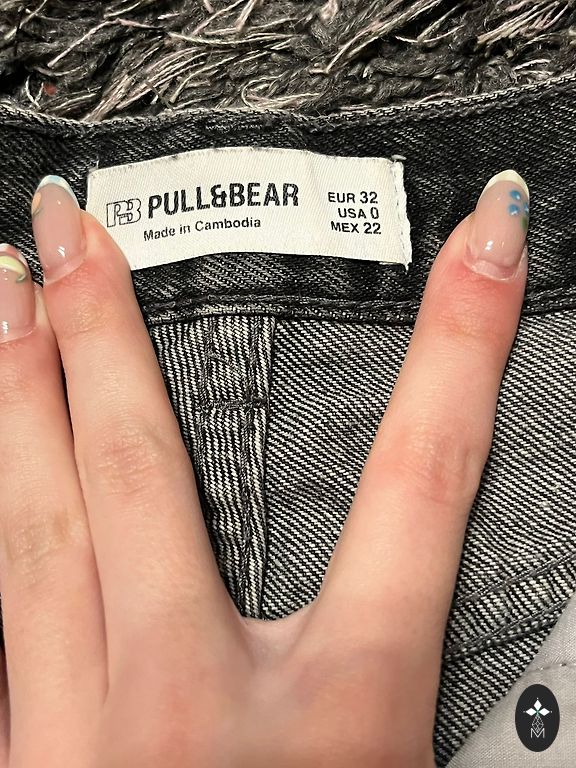 PB PULL&BEAR
Made in Cambodia
EUR 32
USA 0
MEX 22
M